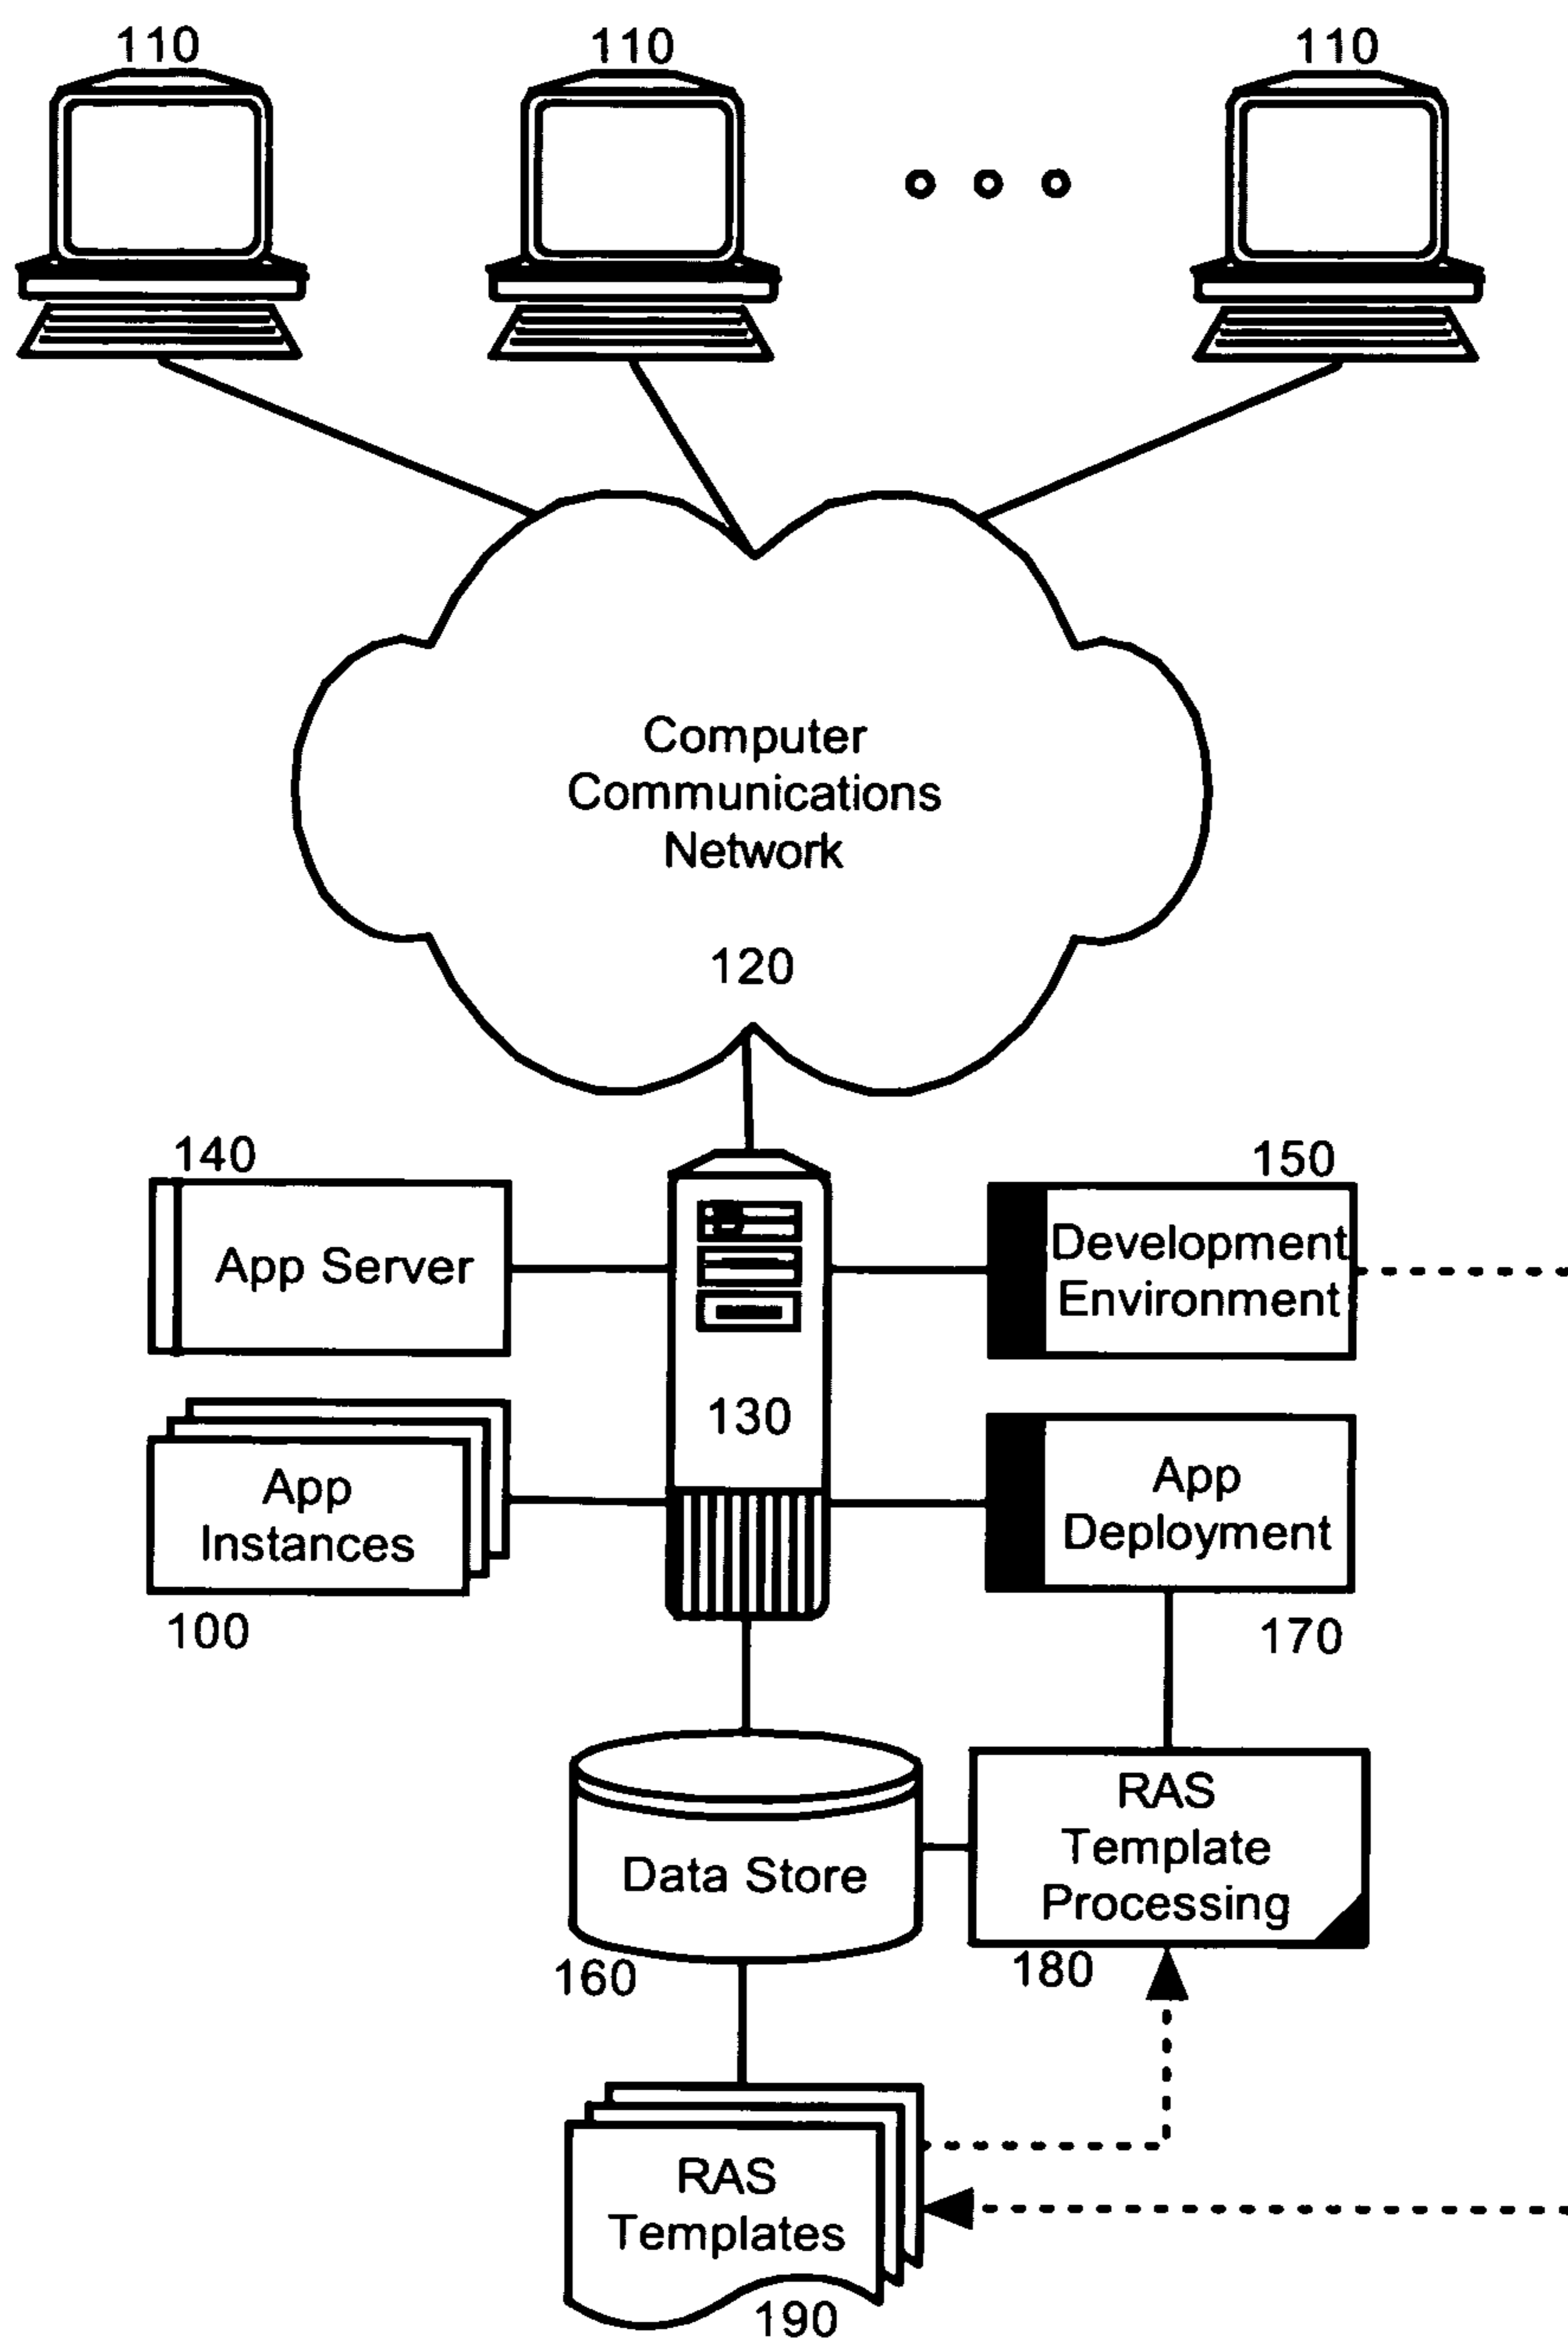 110
110
110
Computer
Communications
Network
120
140
150
App Server
Development
Environment
130
App
Instances
App
Deployment
100
170
RAS
Template
Processing
Data Store
160
180
RAS
Templates
190